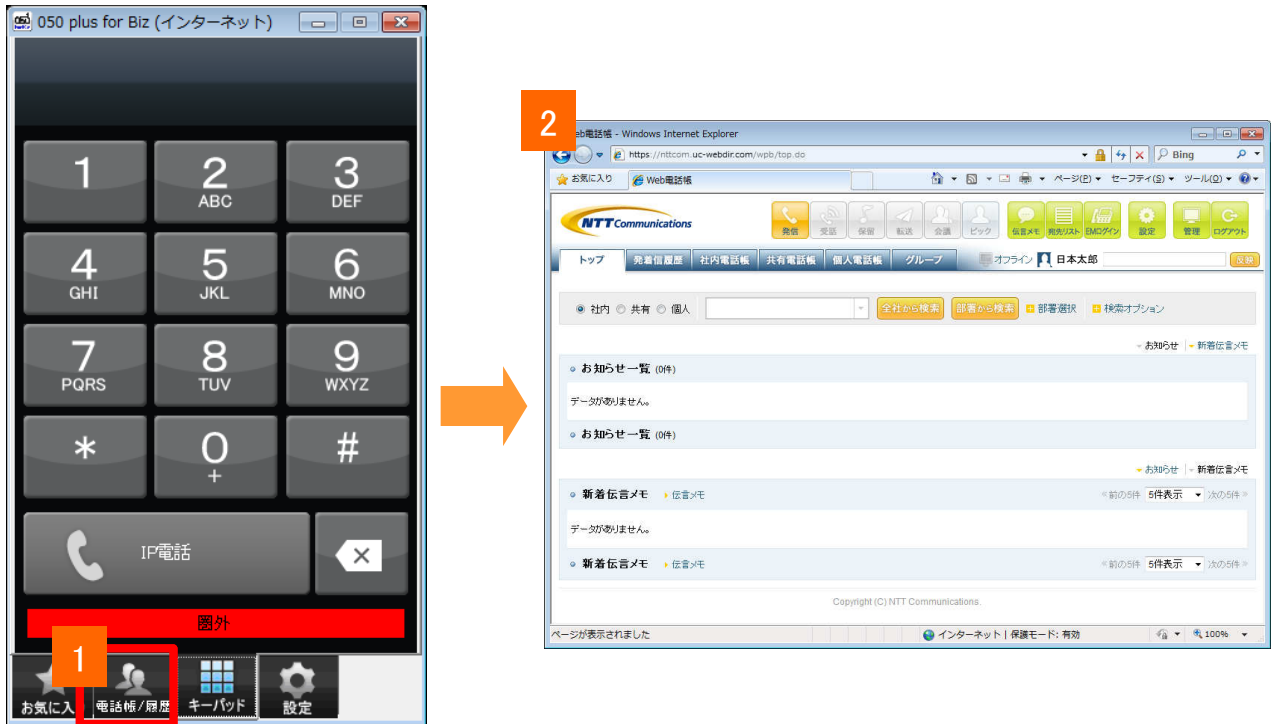 050 plus for Biz (インターネット)
1
2
ABC
3
DEF
4
GHI
5
JKL
6
MNO
7
PQRS
8
TUV
9
WXYZ
*
0
+
#
IP電話
圏外
1
お気に入
電話帳/履歴
キーパッド
設定
2
eb電話帳 - Windows Internet Explorer
https://nttcom.uc-webdir.com/wpb/top.do
Bing
お気に入り
Web電話帳
ページ(P)
セーフティ(S)
ツール(O)
NTT Communications
発信
受話
保留
転送
会議
ピック
伝言メモ
宛先リスト
EMログイン
設定
管理
ログアウト
トップ
発着信履歴
社内電話帳
共有電話帳
個人電話帳
グループ
オフライン
日本太郎
反映
社内 共有 個人
全社から検索
部署から検索
部署選択
検索オプション
お知らせ 新着伝言メモ
お知らせ一覧 (0件)
データがありません。
お知らせ一覧 (0件)
お知らせ 新着伝言メモ
新着伝言メモ 伝言メモ
«前の5件 5件表示 次の5件»
データがありません。
新着伝言メモ 伝言メモ
«前の5件 5件表示 次の5件»
Copyright (C) NTT Communications.
ページが表示されました
インターネット | 保護モード: 有効
100%